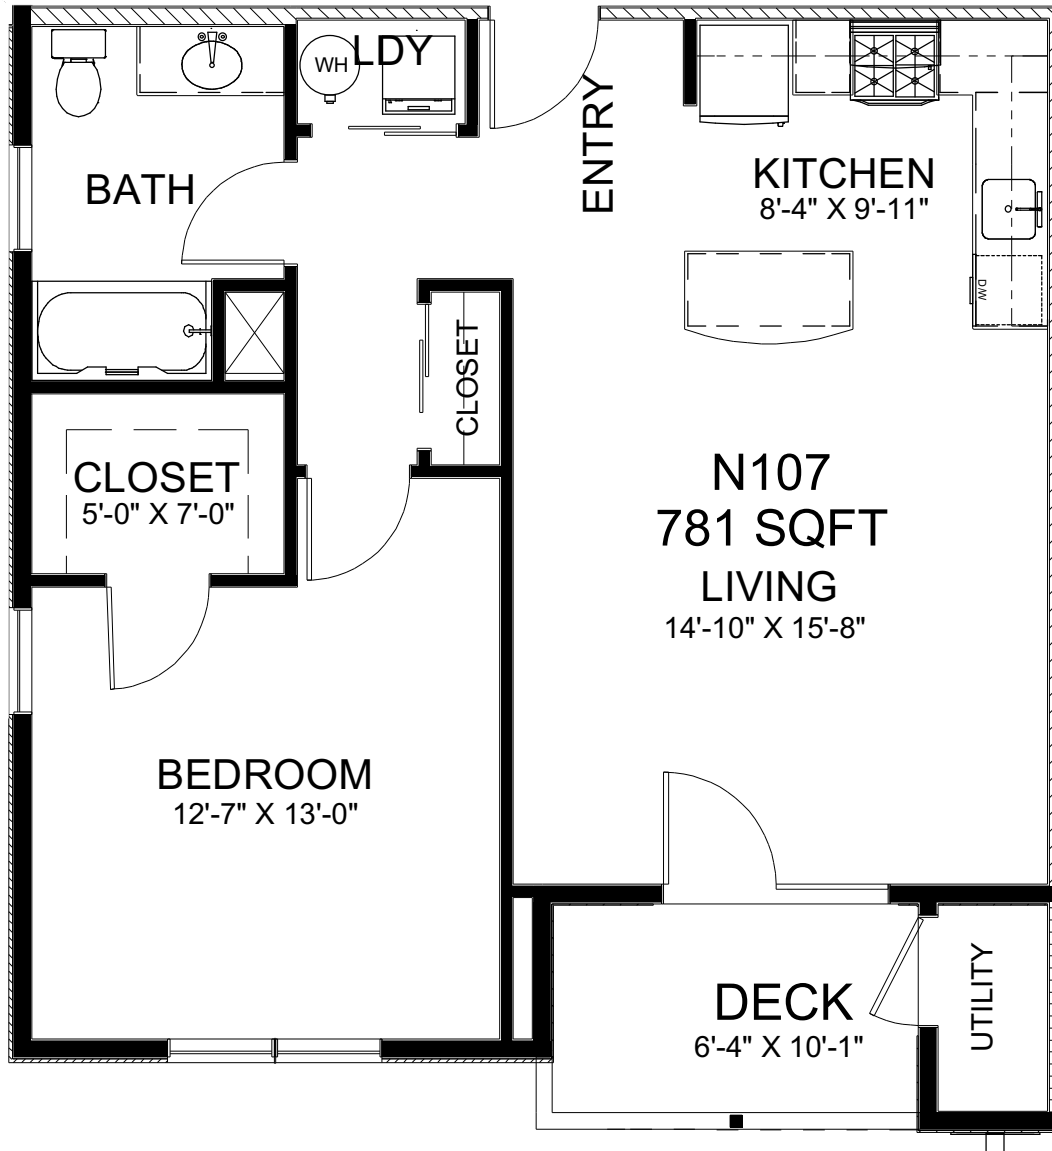 LDY
WH
ENTRY
BATH
KITCHEN
8'-4" X 9'-11"
D/W
CLOSET
CLOSET
5'-0" X 7'-0"
N107
781 SQFT
LIVING
14'-10" X 15'-8"
BEDROOM
12'-7" X 13'-0"
DECK
6'-4" X 10'-1"
UTILITY